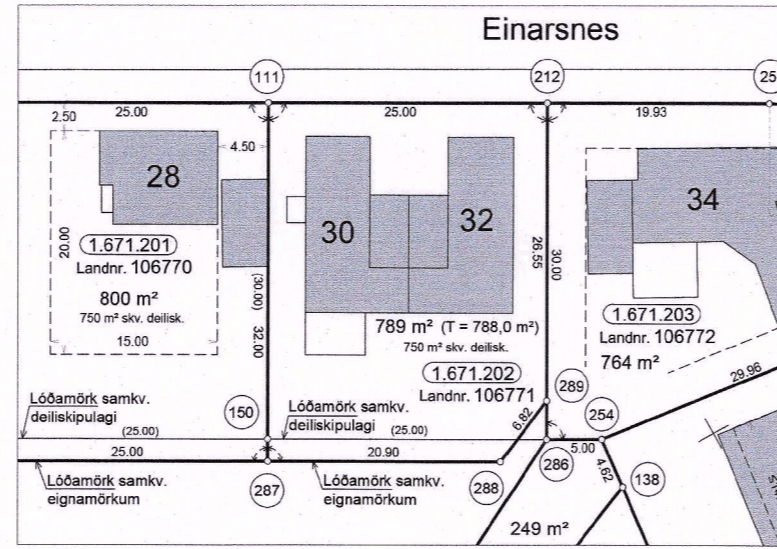 Einarsnes
111
212
25
2.50
25.00
25.00
19.93
4.50
28
30
32
34
20.00
1.671.201
Landnr. 106770
800 m²
750 m² skv. deilisk.
15.00
(30.00)
32.00
26.55
30.00
789 m² (T = 788,0 m²)
750 m² skv. deilisk.
1.671.202
Landnr. 106771
1.671.203
Landnr. 106772
764 m²
289
29.96
Lóðamörk samkv.
deiliskipulagi
150
Lóðamörk samkv.
deiliskipulagi
6.82
254
(25.00)
(25.00)
25.00
20.90
286
5.00
4.62
Lóðamörk samkv.
eignamörkum
287
Lóðamörk samkv.
eignamörkum
288
138
249 m²